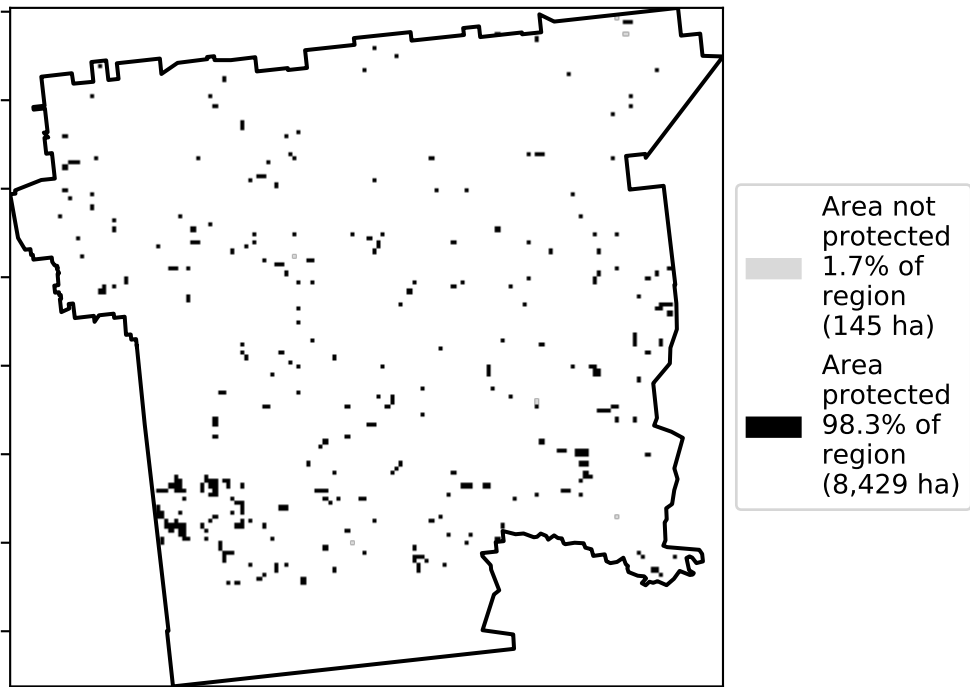 Area not
protected
1.7% of
region
(145 ha)
Area
protected
98.3% of
region
(8,429 ha)